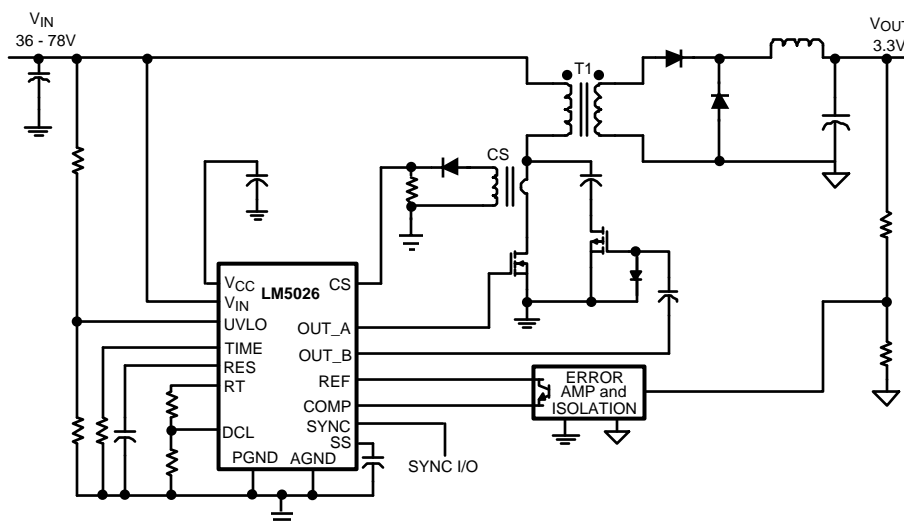 VIN
36 - 78V
VOUT
3.3V
T1
CS
VCC
LM5026
CS
VIN
UVLO
OUT_A
TIME
OUT_B
RES
REF
RT
COMP
DCL
SYNC
SS
PGND
AGND
SYNC I/O
ERROR
AMP and
ISOLATION